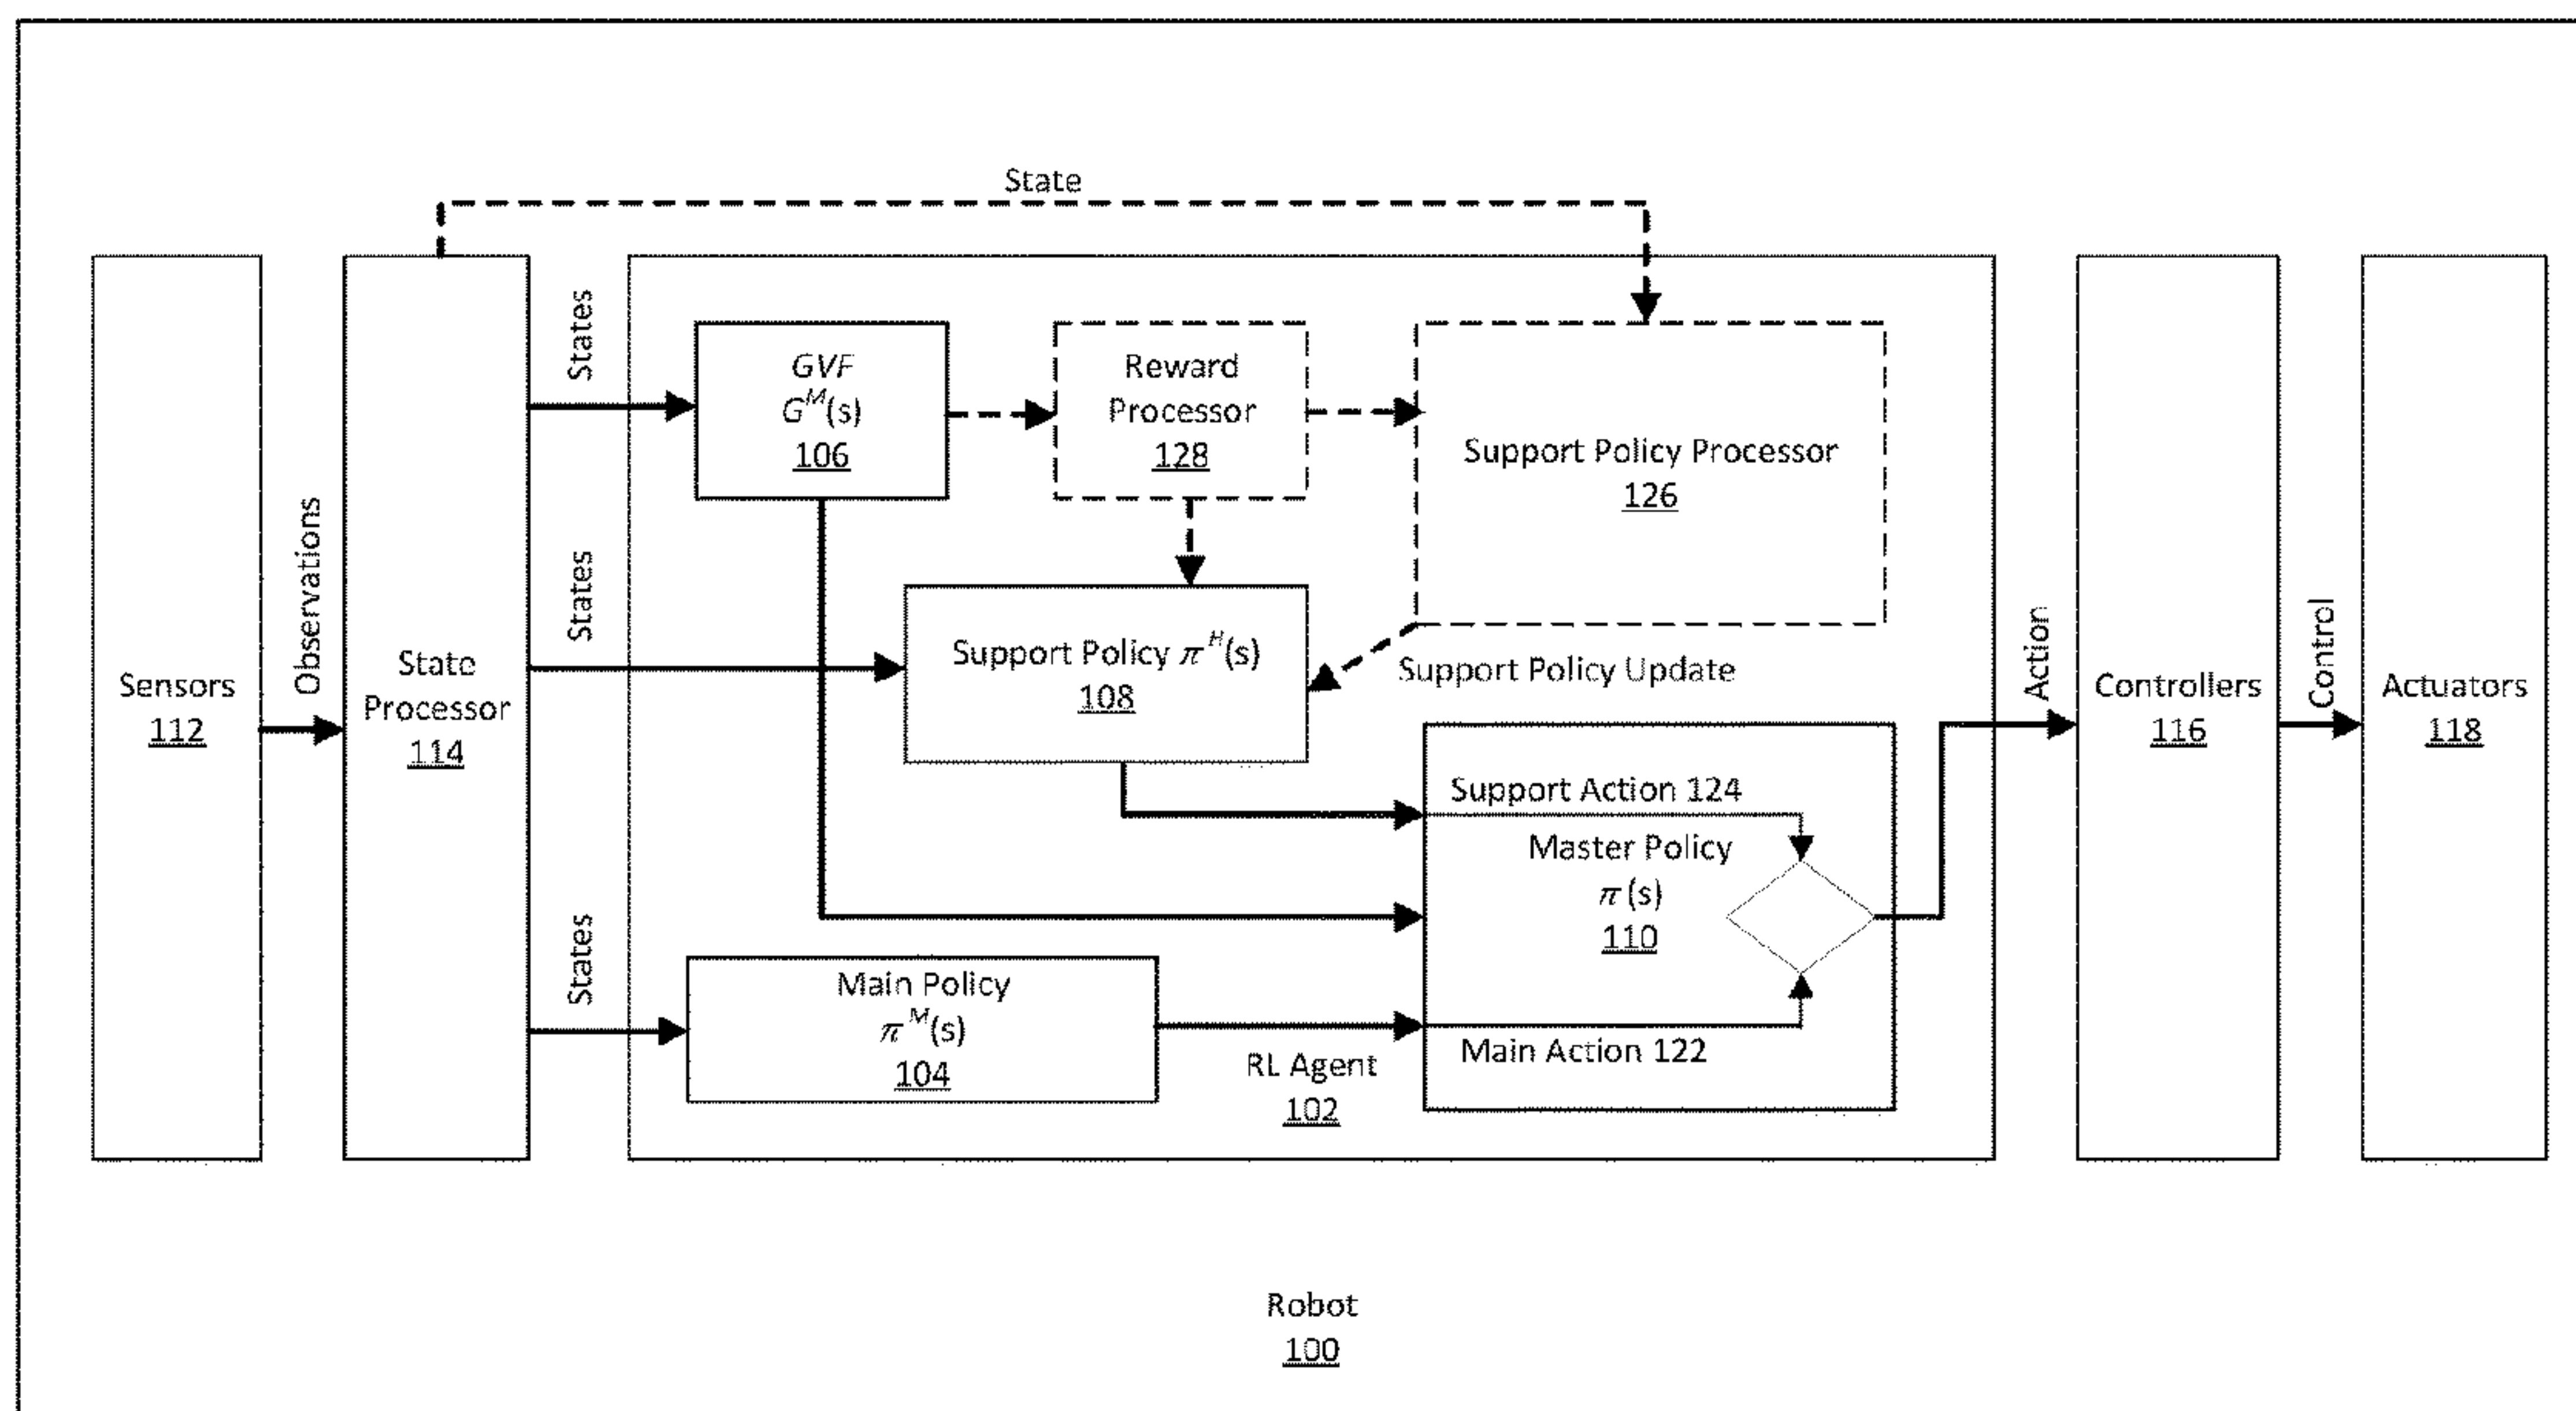 State
Sensors
112
Observations
State
Processor
114
States
States
States
GVF
G^M(s)
106
Reward
Processor
128
Support Policy Processor
126
Support Policy π^H(s)
108
Support Policy Update
Support Action 124
Master Policy
π(s)
110
Main Action 122
Main Policy
π^M(s)
104
RL Agent
102
Action
Controllers
116
Control
Actuators
118
Robot
100